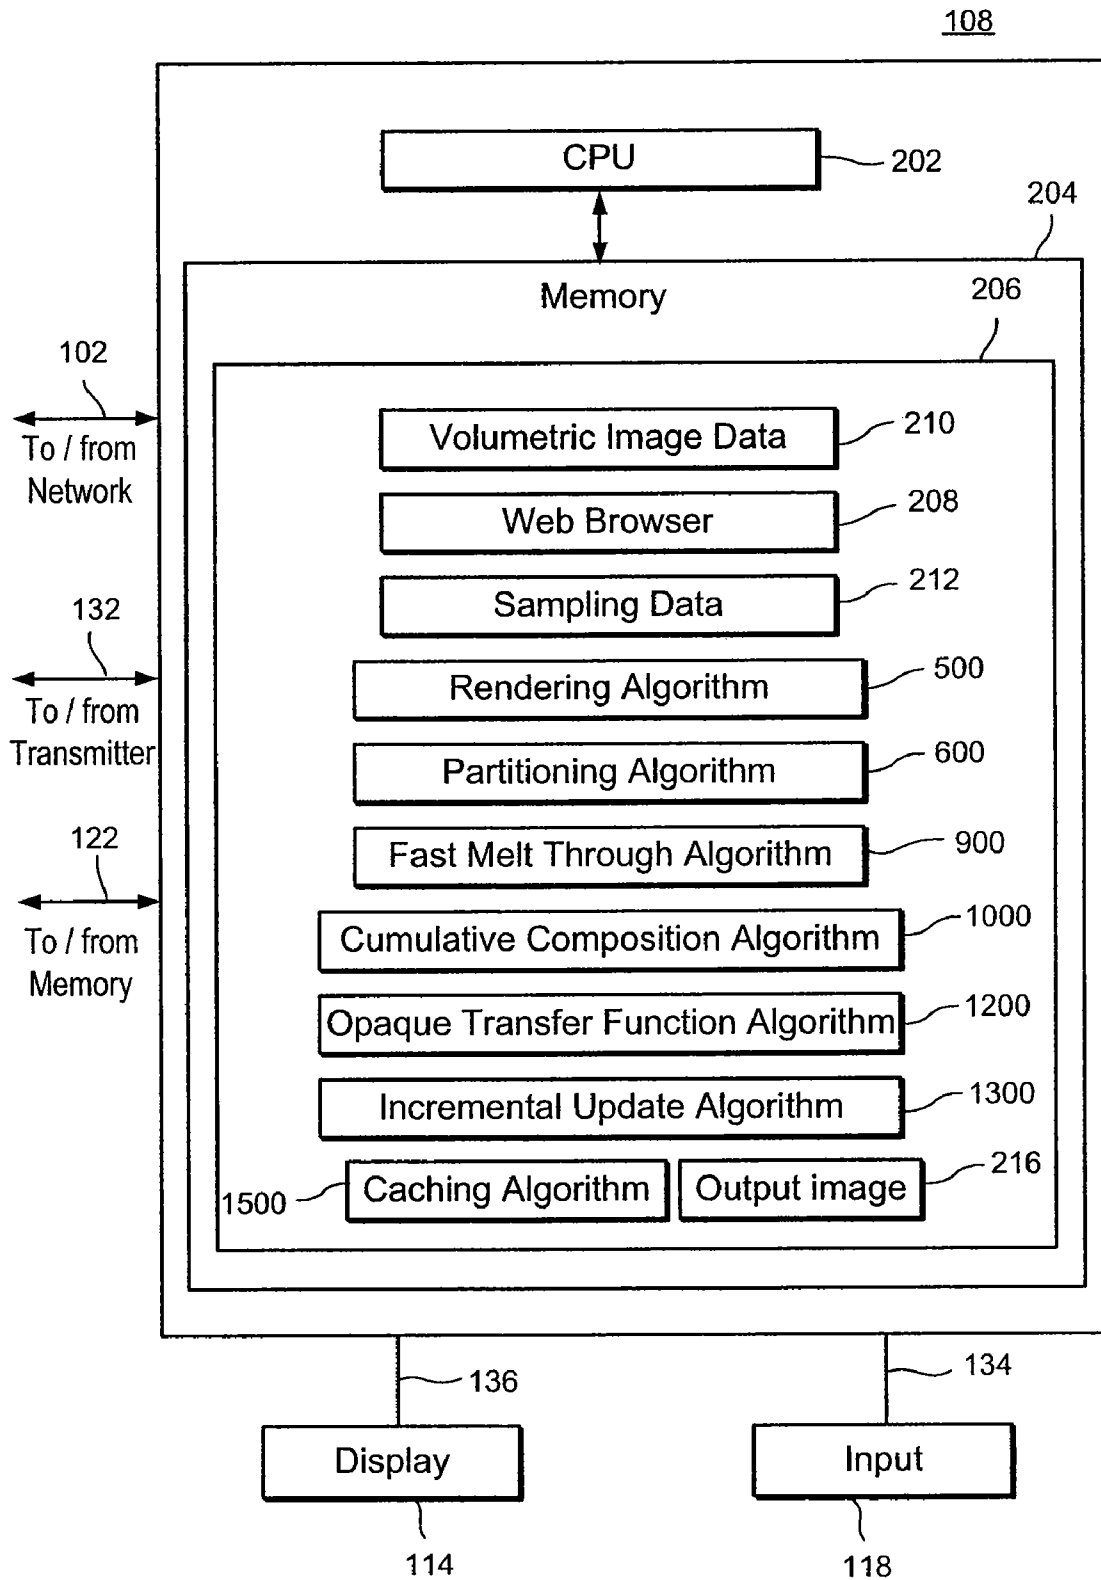 108
CPU
202
204
Memory
206
102
To / from
Network
Volumetric Image Data
210
Web Browser
208
Sampling Data
212
132
To / from
Transmitter
Rendering Algorithm
500
Partitioning Algorithm
600
Fast Melt Through Algorithm
900
122
To / from
Memory
Cumulative Composition Algorithm
1000
Opaque Transfer Function Algorithm
1200
Incremental Update Algorithm
1300
1500
Caching Algorithm
Output image
216
136
134
Display
Input
114
118